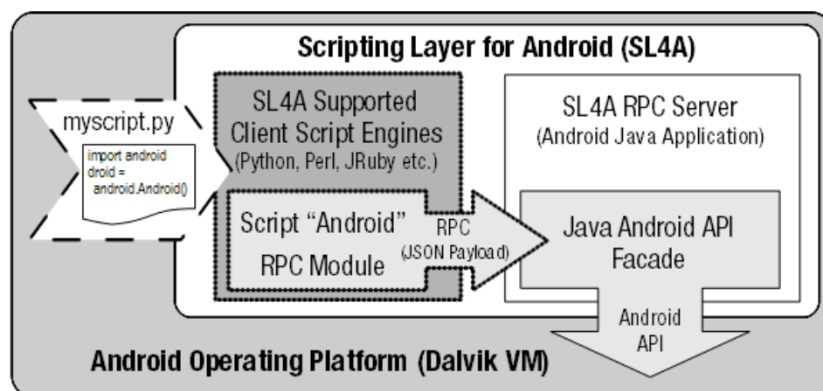 Scripting Layer for Android (SL4A)
myscript.py
import android
droid =
android.Android()
SL4A Supported
Client Script Engines
(Python, Perl, JRuby etc.)
Script “Android”
RPC Module
RPC
(JSON Payload)
SL4A RPC Server
(Android Java Application)
Java Android API
Facade
Android
API
Android Operating Platform (Dalvik VM)